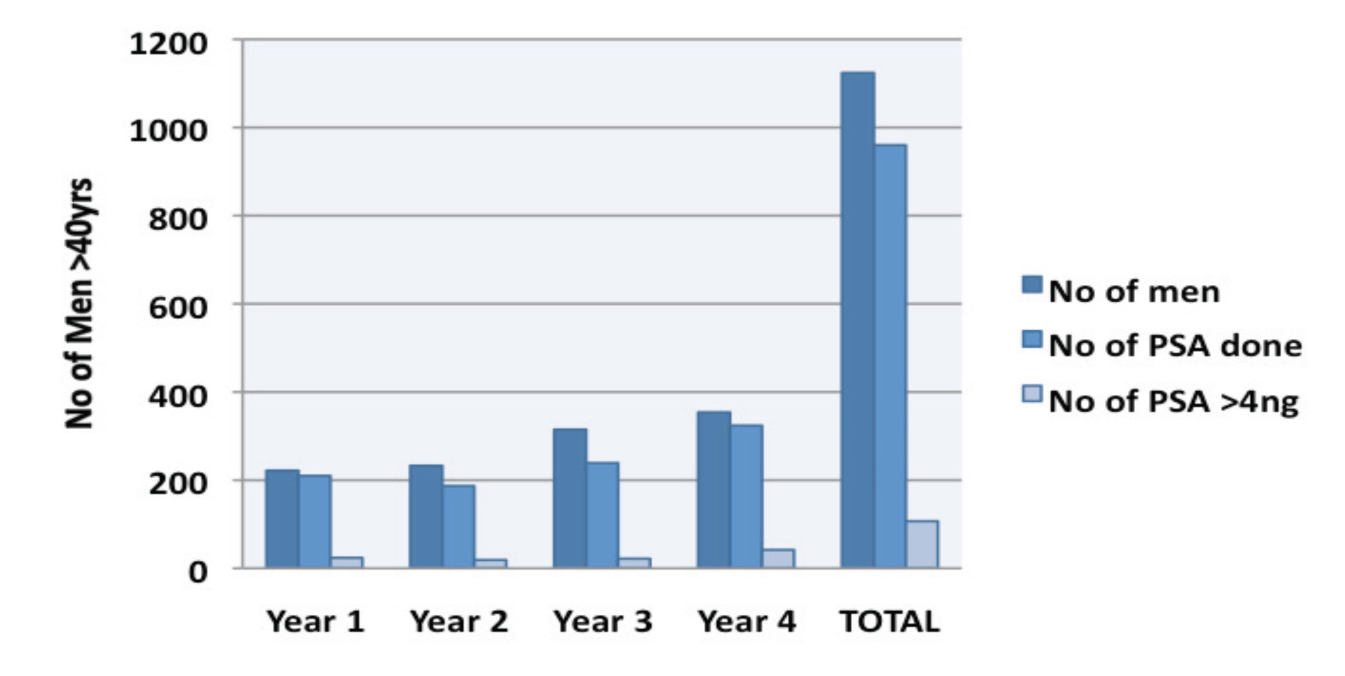 1200
1000
800
600
400
200
0
No of Men >40yrs
Year 1 Year 2 Year 3 Year 4 TOTAL
No of men
No of PSA done
No of PSA >4ng